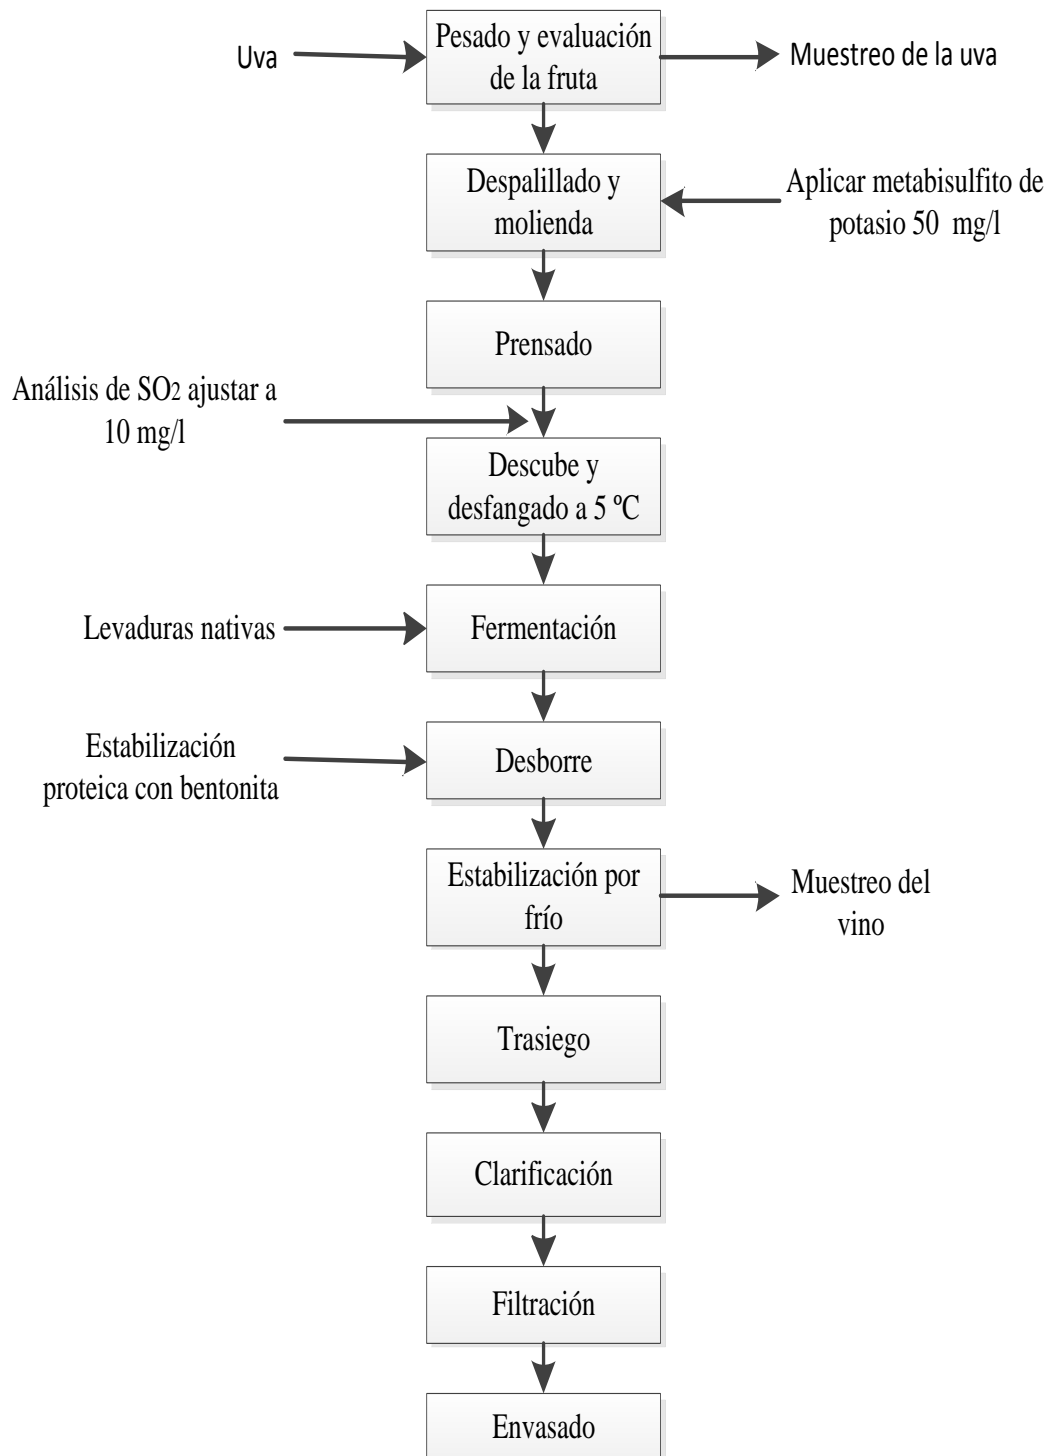 Uva
Pesado y evaluación
de la fruta
Muestreo de la uva
Despalillado y
molienda
Aplicar metabisulfito de
potasio 50 mg/l
Prensado
Análisis de SO2 ajustar a
10 mg/l
Descube y
desfangado a 5 ºC
Levaduras nativas
Fermentación
Estabilización
proteica con bentonita
Desborre
Estabilización por
frío
Muestreo del
vino
Trasiego
Clarificación
Filtración
Envasado